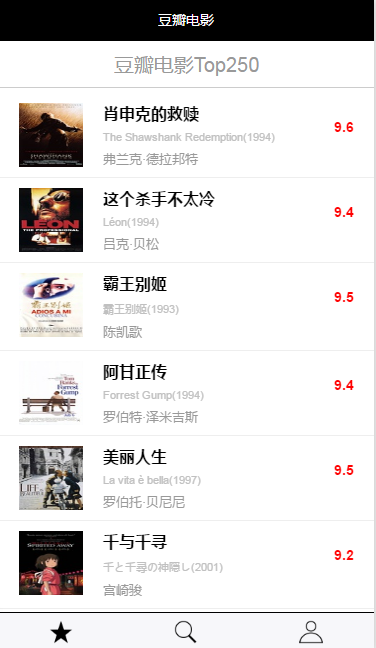 豆瓣电影
豆瓣电影Top250
肖申克的救赎
The Shawshank Redemption(1994)
弗兰克·德拉邦特
9.6
这个杀手不太冷
Léon(1994)
吕克·贝松
9.4
LEON
THE PROFESSIONAL
霸王别姬
霸王别姬(1993)
陈凯歌
9.5
ADIOS A MI
CONCUBINA
阿甘正传
Forrest Gump(1994)
罗伯特·泽米吉斯
9.4
Tom
Hanks
Forrest
Gump
美丽人生
La vita è bella(1997)
罗伯托·贝尼尼
9.5
LIFE IS
BEAUTIFUL
千与千寻
千と千尋の神隠し(2001)
宫崎骏
9.2
SPIRITED AWAY